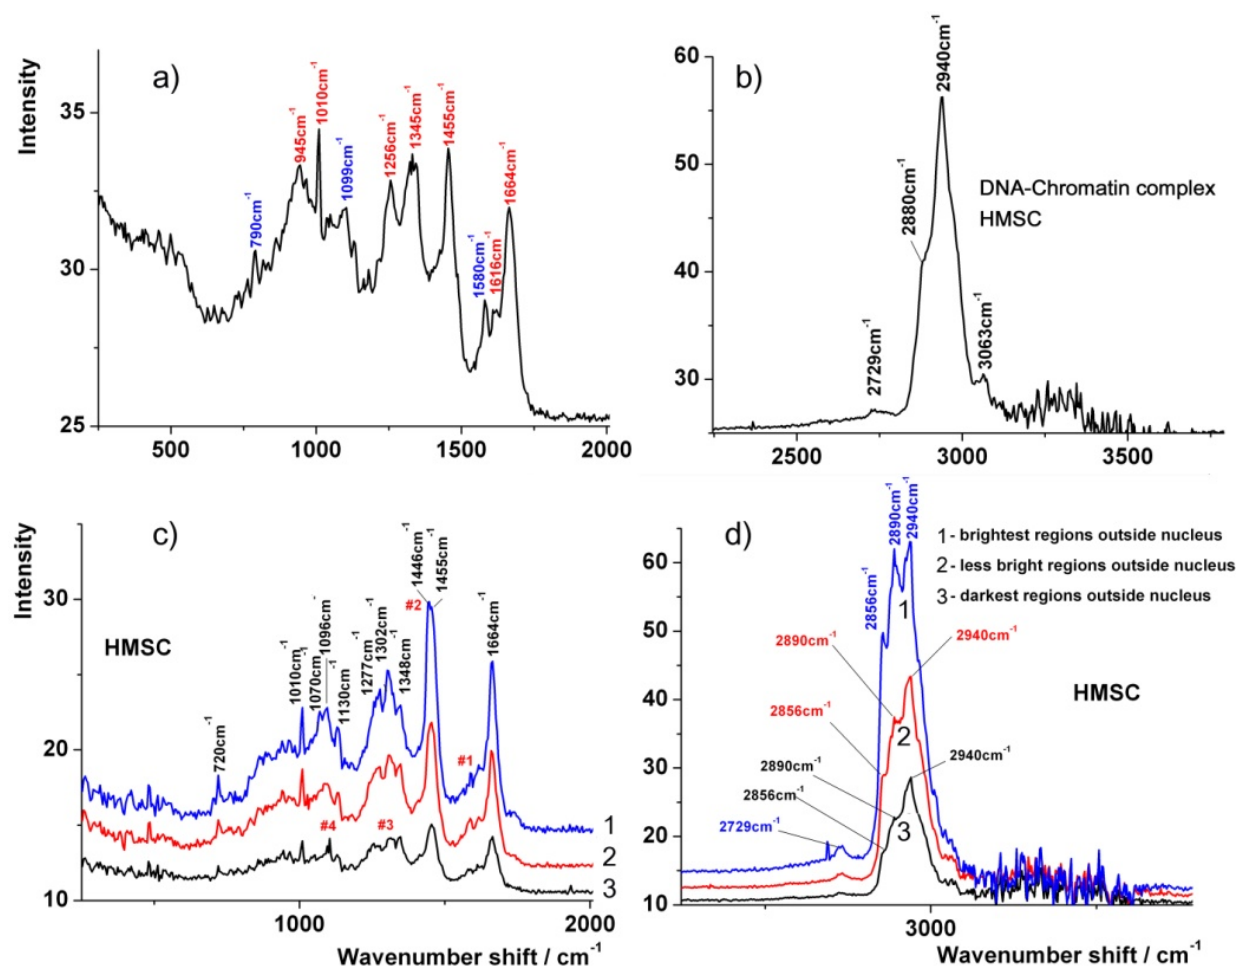 a)
Intensity
35
30
25
500
1000
1500
2000
790cm-1
945cm-1
1010cm-1
1099cm-1
1256cm-1
1345cm-1
1455cm-1
1580cm-1
1616cm-1
1664cm-1
b)
60
50
40
30
2500
3000
3500
2729cm-1
2880cm-1
2940cm-1
3063cm-1
DNA-Chromatin complex
HMSC
c)
Intensity
30
20
10
1000
2000
HMSC
720cm-1
1010cm-1
1070cm-1
1096cm-1
1130cm-1
1277cm-1
1302cm-1
1348cm-1
1446cm-1
1455cm-1
1664cm-1
#2
#1
#4
#3
1
2
3
Wavenumber shift / cm-1
d)
60
50
40
30
20
10
3000
2856cm-1
2890cm-1
2940cm-1
1- brightest regions outside nucleus
2- less bright regions outside nucleus
3- darkest regions outside nucleus
1
2890cm-1
2940cm-1
2856cm-1
2
HMSC
2890cm-1
2940cm-1
2856cm-1
2729cm-1
3
Wavenumber shift / cm-1